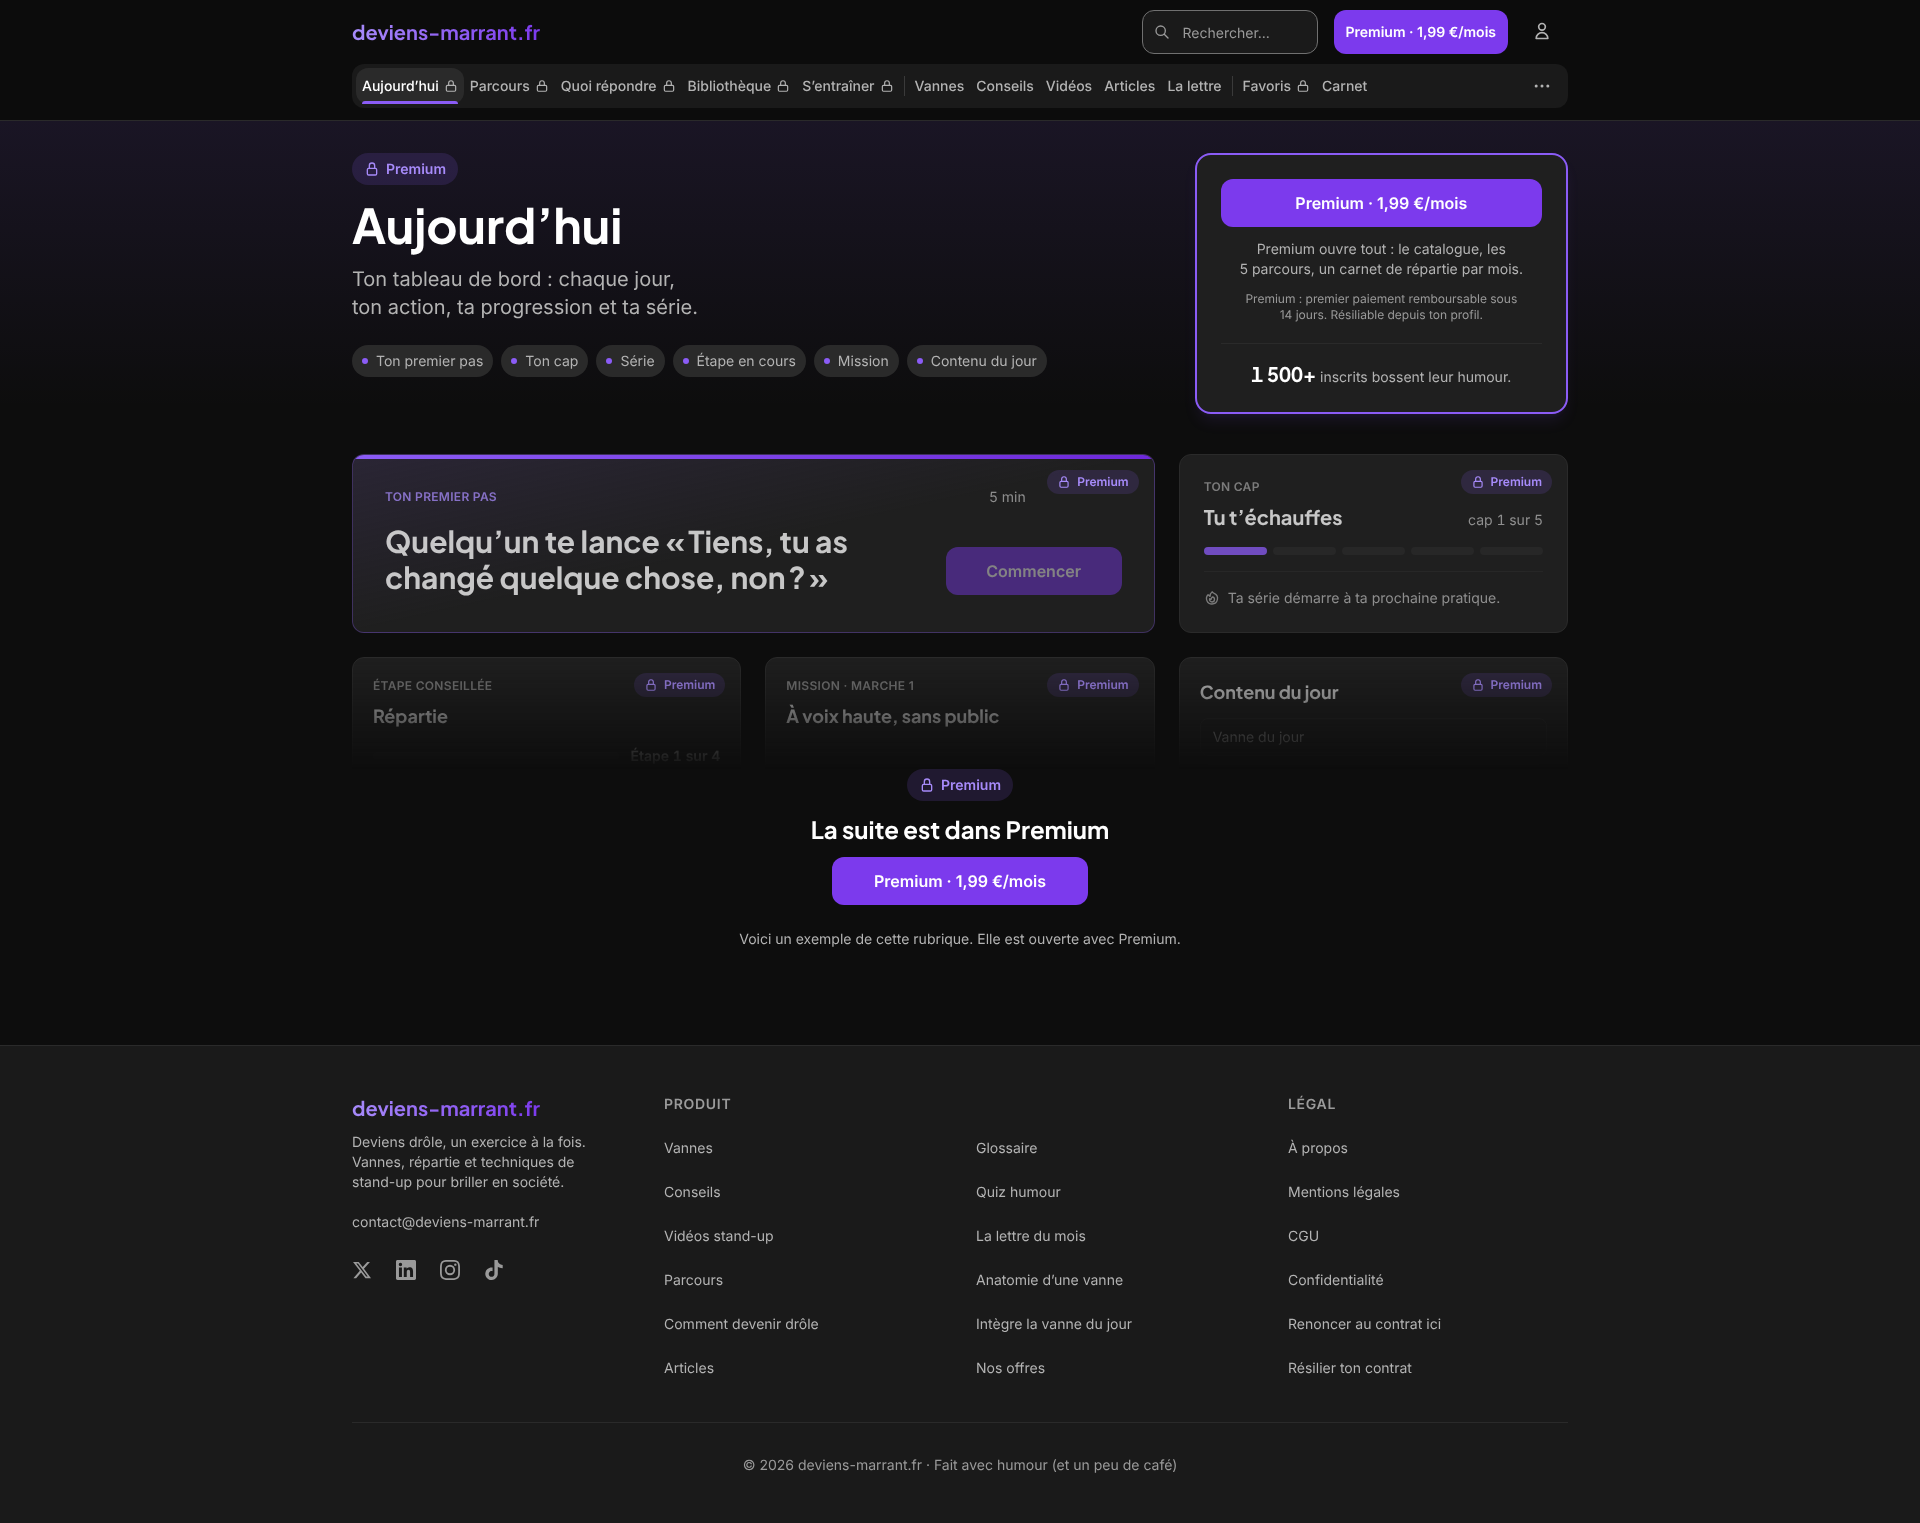 deviens-marrant.fr
Rechercher...
Premium · 1,99 €/mois
Aujourd’hui
Parcours
Quoi répondre
Bibliothèque
S’entraîner
Vannes
Conseils
Vidéos
Articles
La lettre
Favoris
Carnet
Premium
Aujourd’hui
Ton tableau de bord : chaque jour,
ton action, ta progression et ta série.
Ton premier pas
Ton cap
Série
Étape en cours
Mission
Contenu du jour
Premium · 1,99 €/mois
Premium ouvre tout : le catalogue, les
5 parcours, un carnet de répartie par mois.
Premium : premier paiement remboursable sous
14 jours. Résiliable depuis ton profil.
1 500+ inscrits bossent leur humour.
TON PREMIER PAS
5 min
Premium
Quelqu’un te lance « Tiens, tu as
changé quelque chose, non ? »
Commencer
TON CAP
Premium
Tu t’échauffes
cap 1 sur 5
Ta série démarre à ta prochaine pratique.
ÉTAPE CONSEILLÉE
Premium
Répartie
Étape 1 sur 4
MISSION · MARCHE 1
Premium
À voix haute, sans public
Contenu du jour
Premium
Vanne du jour
Premium
La suite est dans Premium
Premium · 1,99 €/mois
Voici un exemple de cette rubrique. Elle est ouverte avec Premium.
deviens-marrant.fr
Deviens drôle, un exercice à la fois.
Vannes, répartie et techniques de
stand-up pour briller en société.
contact@deviens-marrant.fr
PRODUIT
Vannes
Conseils
Vidéos stand-up
Parcours
Comment devenir drôle
Articles
Glossaire
Quiz humour
La lettre du mois
Anatomie d’une vanne
Intègre la vanne du jour
Nos offres
LÉGAL
À propos
Mentions légales
CGU
Confidentialité
Renoncer au contrat ici
Résilier ton contrat
© 2026 deviens-marrant.fr · Fait avec humour (et un peu de café)